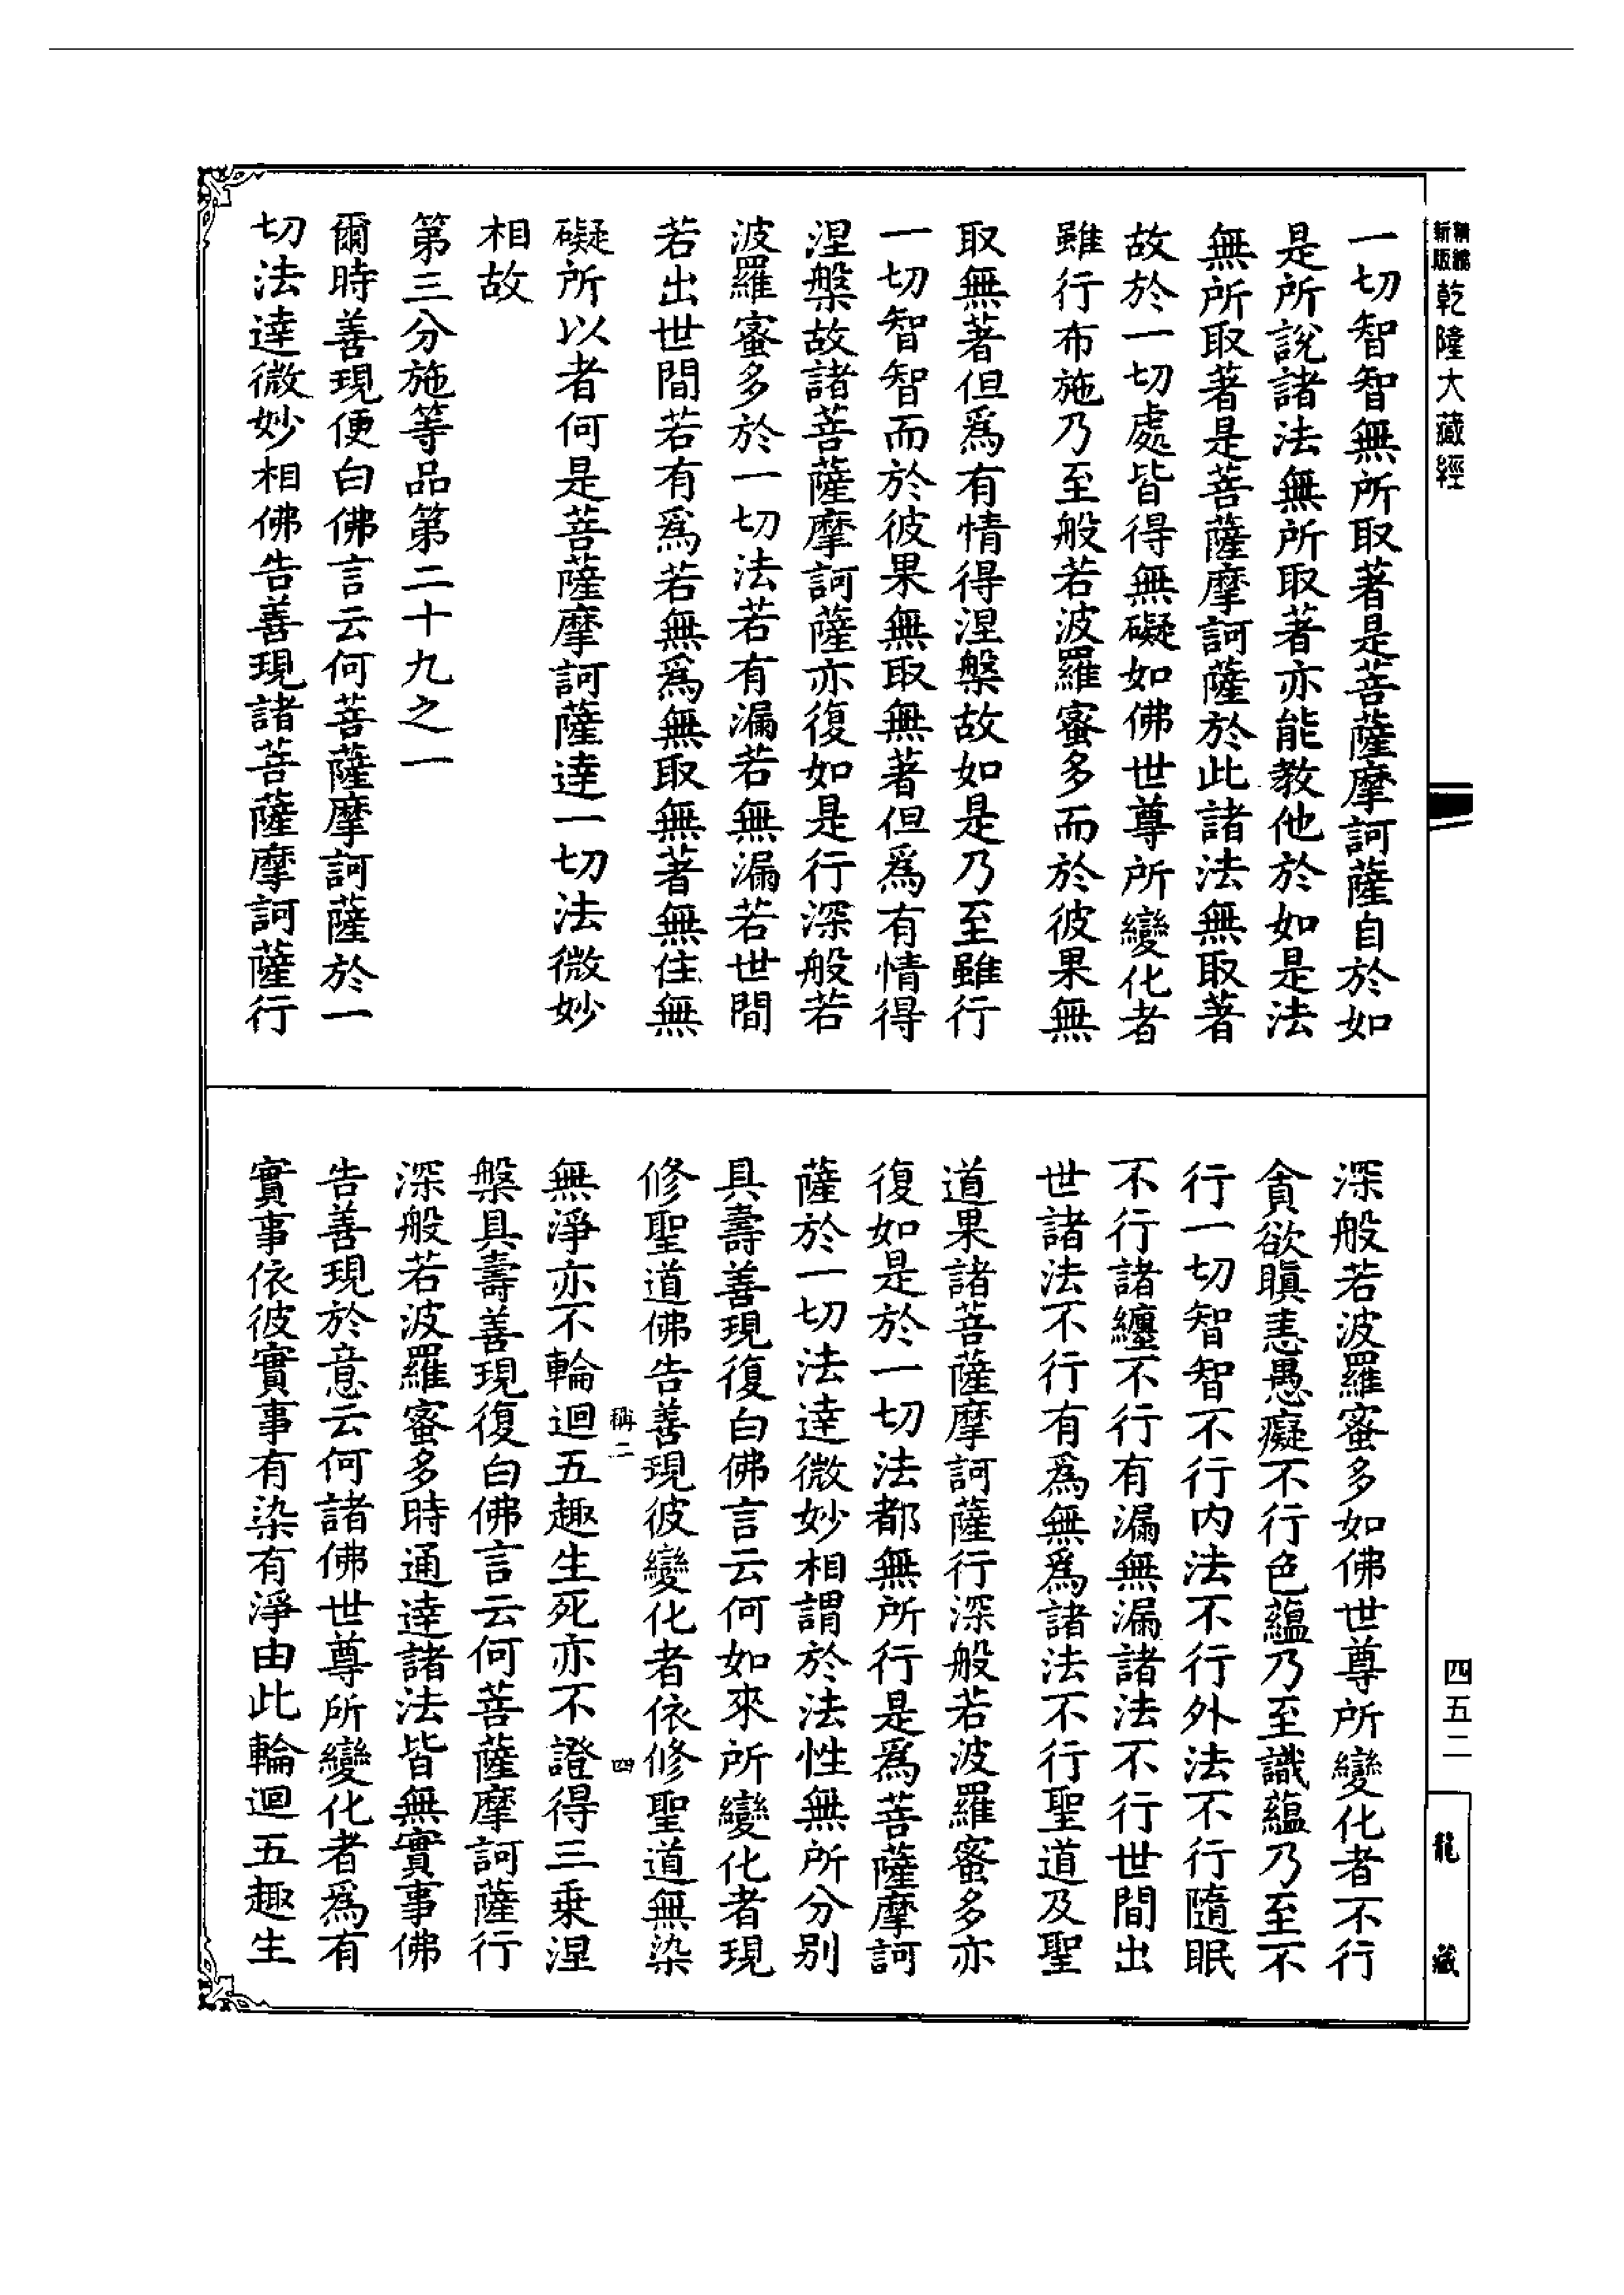 新版
精縮
乾隆大藏經
一切智智無所取著是菩薩摩訶薩自於如
是所說諸法無所取著亦能教他於如是法
無所取著是菩薩摩訶薩於此諸法無取著
故於一切處皆得無礙如佛世尊所變化者
雖行布施乃至般若波羅蜜多而於彼果無
取無著但爲有情得涅槃故如是乃至雖行
一切智智而於彼果無取無著但爲有情得
涅槃故諸菩薩摩訶薩亦復如是行深般若
波羅蜜多於一切法若有漏若無漏若世間
若出世間若有爲若無爲無取無著無住無
礙所以者何是菩薩摩訶薩達一切法微妙
相故
第三分施等品第二十九之一
爾時善現便白佛言云何菩薩摩訶薩於一
切法達微妙相佛告善現諸菩薩摩訶薩行
深般若波羅蜜多如佛世尊所變化者不行
貪欲瞋恚愚癡不行色蘊乃至識蘊乃至不
行一切智智不行内法不行外法不行隨眠
不行諸纏不行有漏無漏諸法不行世間出
世諸法不行有爲無爲諸法不行聖道及聖
道果諸菩薩摩訶薩行深般若波羅蜜多亦
復如是於一切法都無所行是爲菩薩摩訶
薩於一切法達微妙相謂於法性無所分別
具壽善現復白佛言云何如來所變化者現
修聖道佛告善現彼變化者依修聖道無染
稱二 四
無淨亦不輪迴五趣生死亦不證得三乘涅
槃具壽善現復白佛言云何菩薩摩訶薩行
深般若波羅蜜多時通達諸法皆無實事佛
告善現於意云何諸佛世尊所變化者爲有
實事依彼實事有染有淨由此輪迴五趣生
四五二
龍藏